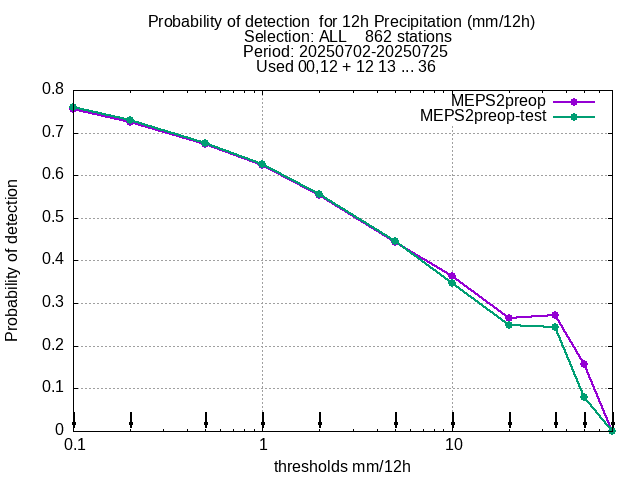 Probability of detection  for 12h Precipitation (mm/12h)
Selection: ALL    862 stations
Period: 20250702-20250725
Used 00,12 + 12 13 ... 36
MEPS2preop
MEPS2preop-test
Probability of detection
0.8
0.7
0.6
0.5
0.4
0.3
0.2
0.1
0
0.1 1 10
thresholds mm/12h